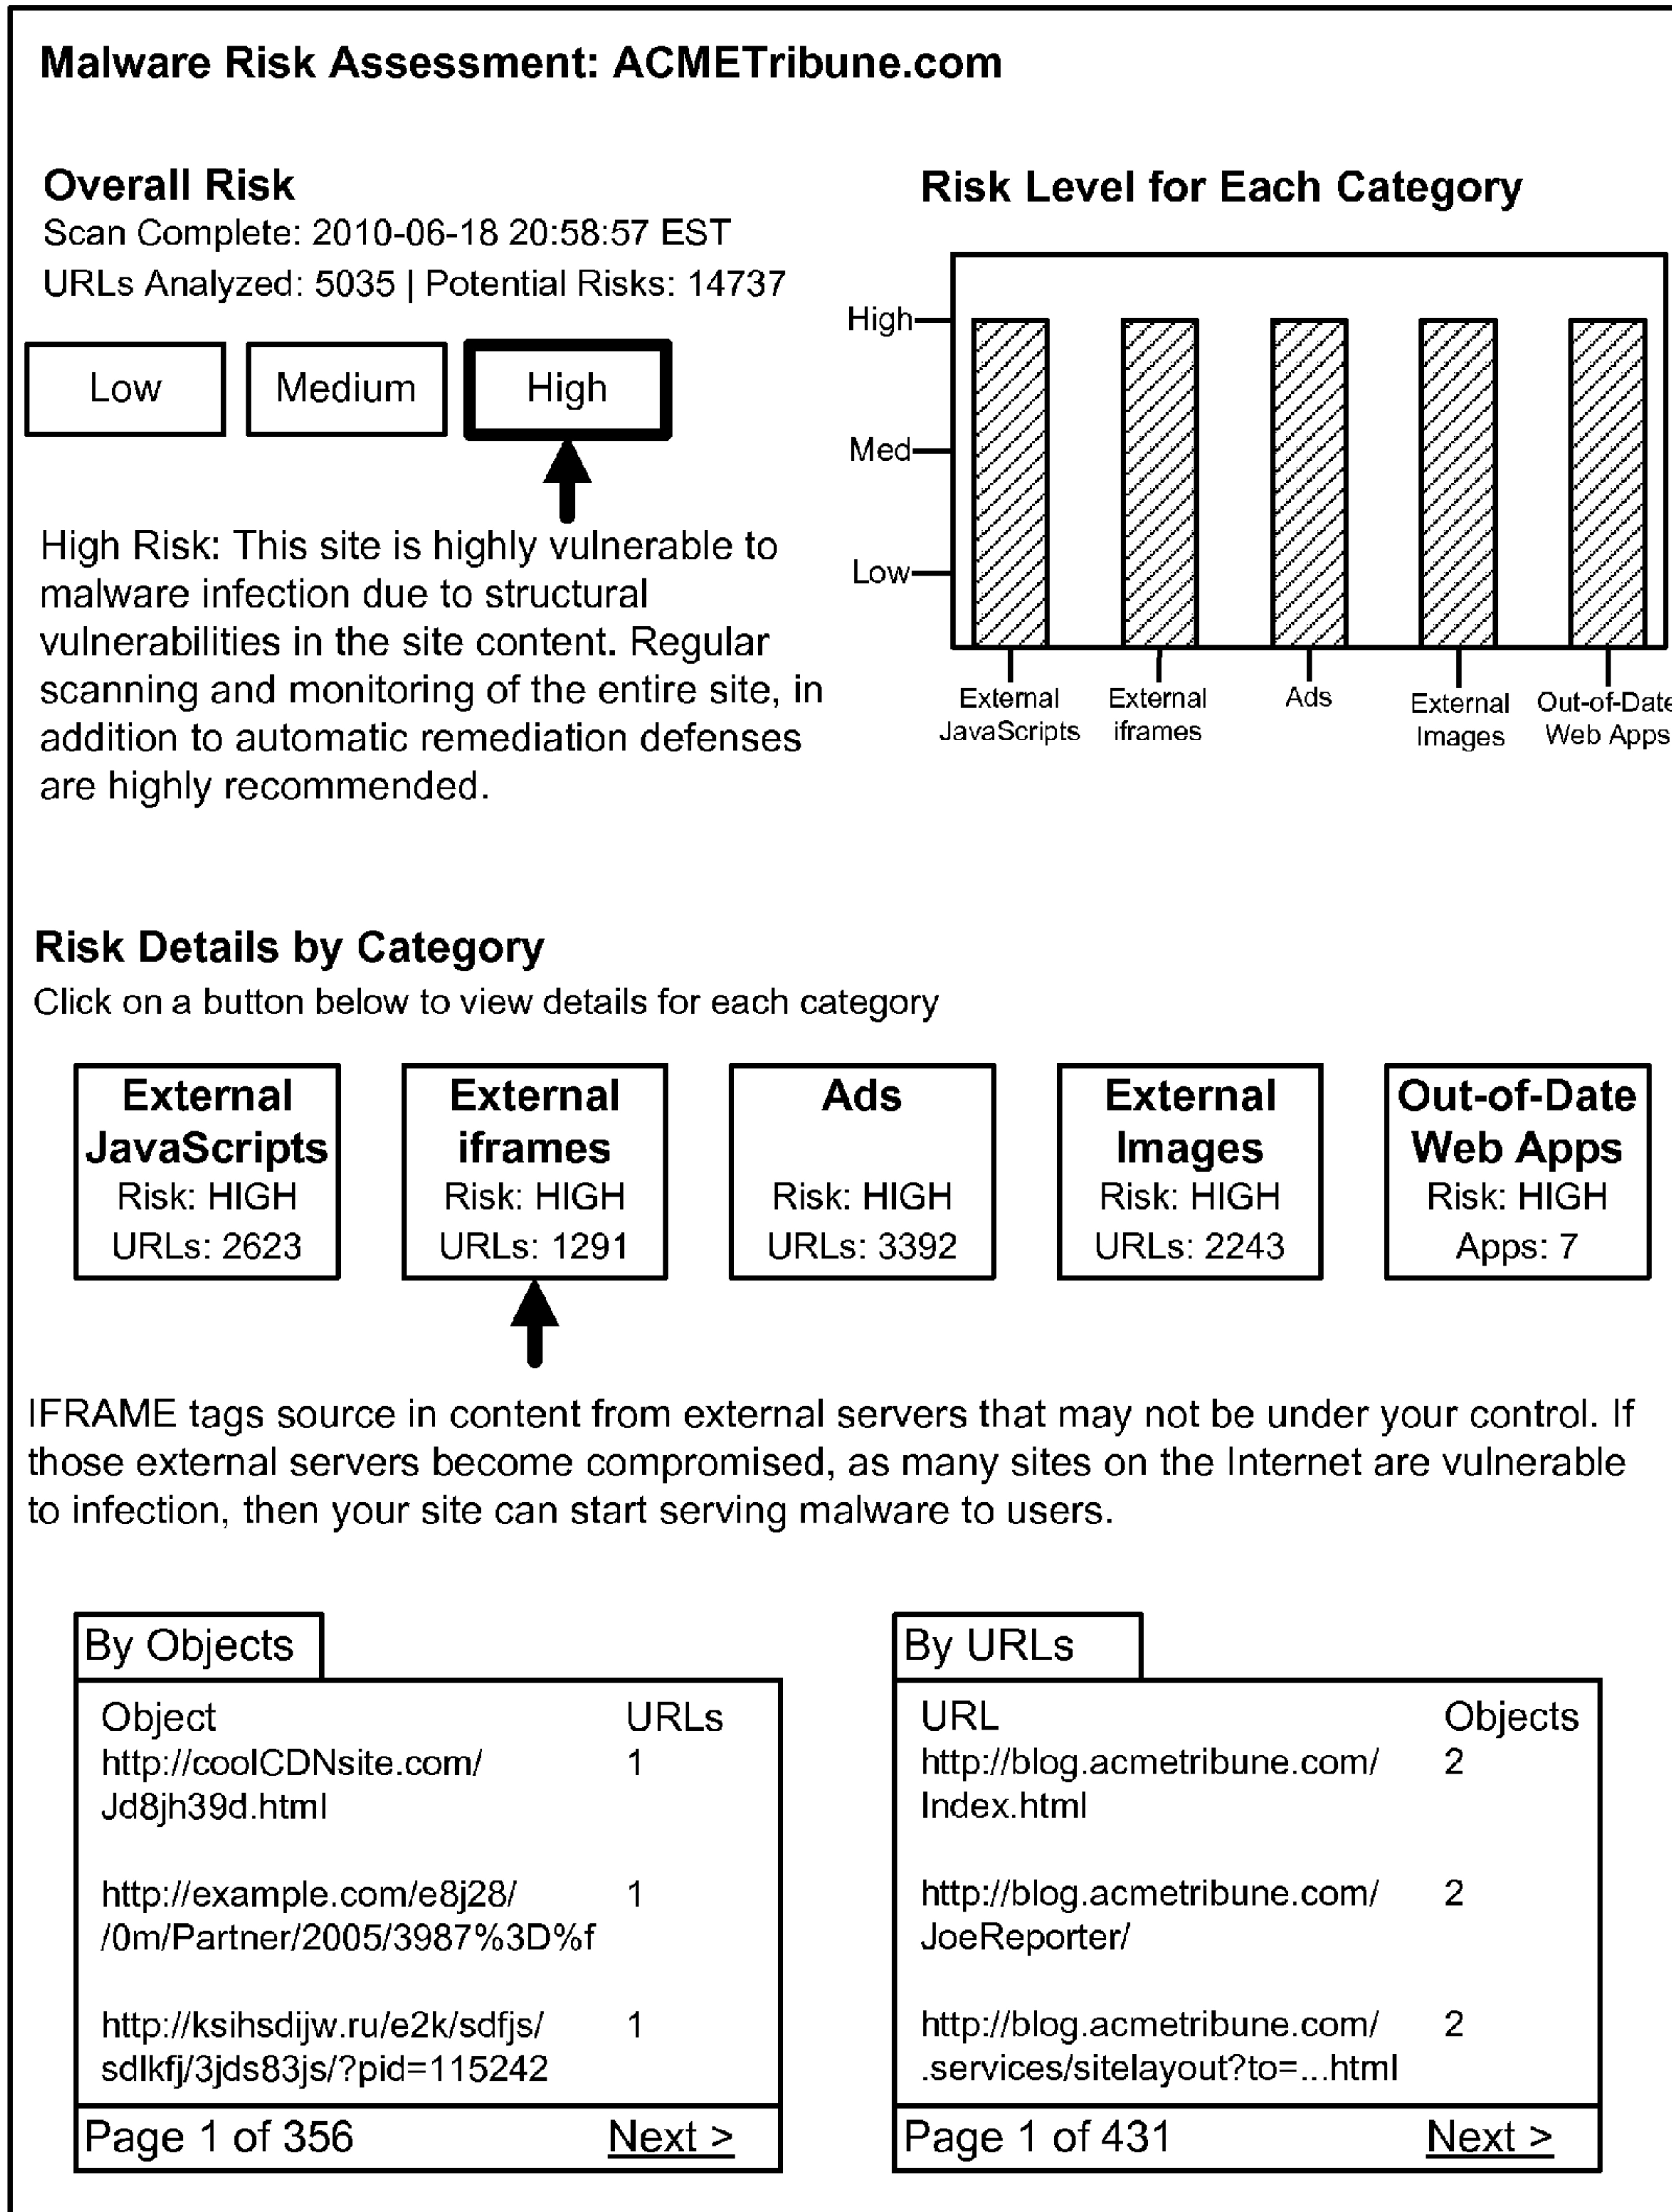 Malware Risk Assessment: ACMETribune.com
Overall Risk
Scan Complete: 2010-06-18 20:58:57 EST
URLs Analyzed: 5035 | Potential Risks: 14737
Low
Medium
High
High Risk: This site is highly vulnerable to
malware infection due to structural
vulnerabilities in the site content. Regular
scanning and monitoring of the entire site, in
addition to automatic remediation defenses
are highly recommended.
Risk Level for Each Category
High
Med
Low
External
JavaScripts
External
iframes
Ads
External
Images
Out-of-Date
Web Apps
Risk Details by Category
Click on a button below to view details for each category
External
JavaScripts
Risk: HIGH
URLs: 2623
External
iframes
Risk: HIGH
URLs: 1291
Ads
Risk: HIGH
URLs: 3392
External
Images
Risk: HIGH
URLs: 2243
Out-of-Date
Web Apps
Risk: HIGH
Apps: 7
IFRAME tags source in content from external servers that may not be under your control. If
those external servers become compromised, as many sites on the Internet are vulnerable
to infection, then your site can start serving malware to users.
By Objects
Object URLs
http://coolCDNsite.com/ 1
Jd8jh39d.html
http://example.com/e8j28/ 1
/0m/Partner/2005/3987%3D%f
http://ksihsdijw.ru/e2k/sdfjs/ 1
sdlkfj/3jds83js/?pid=115242
Page 1 of 356 Next >
By URLs
URL Objects
http://blog.acmetribune.com/ 2
Index.html
http://blog.acmetribune.com/ 2
JoeReporter/
http://blog.acmetribune.com/ 2
.services/sitelayout?to=...html
Page 1 of 431 Next >